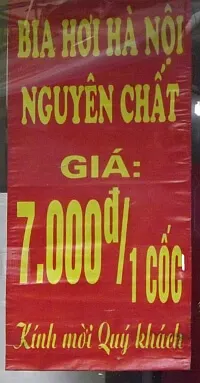 BIA HƠI HÀ NỘI
NGUYÊN CHẤT
GIÁ:
7.000đ/1 CỐC
Kính mời Quý khách